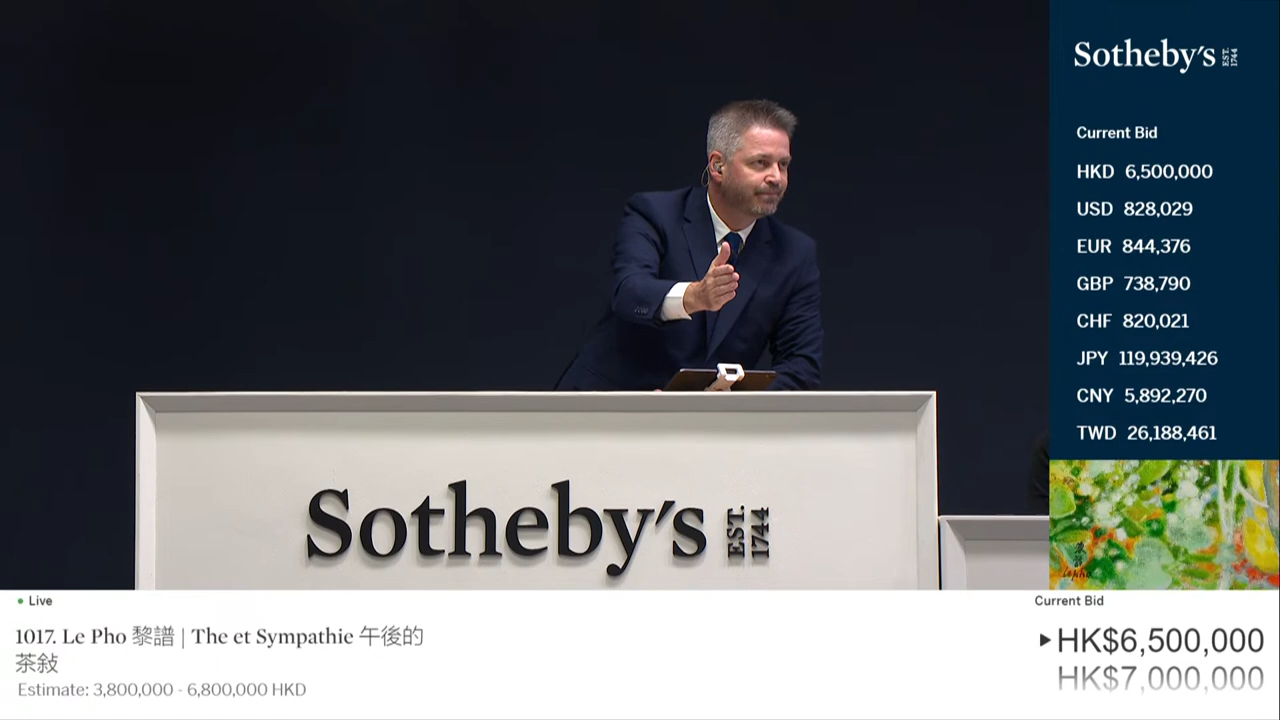 Sotheby's EST. 1744
Current Bid
HKD 6,500,000
USD 828,029
EUR 844,376
GBP 738,790
CHF 820,021
JPY 119,939,426
CNY 5,892,270
TWD 26,188,461
Sotheby's EST. 1744
Live
1017. Le Pho 黎譜 | The et Sympathie 午後的
茶敍
Estimate: 3,800,000 - 6,800,000 HKD
Current Bid
HK$6,500,000
HK$7,000,000